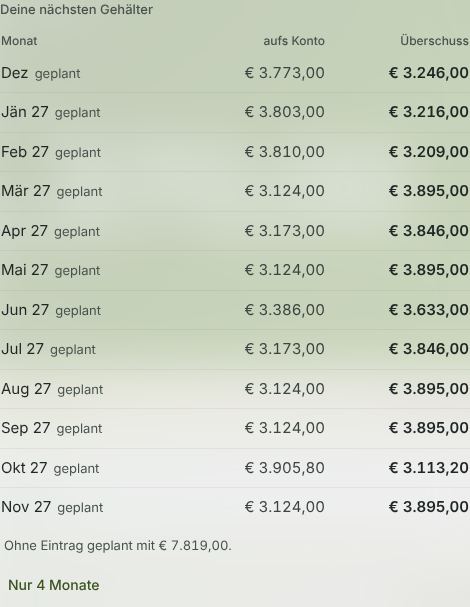 Deine nächsten Gehälter
Monat aufs Konto Überschuss
Dez geplant € 3.773,00 € 3.246,00
Jän 27 geplant € 3.803,00 € 3.216,00
Feb 27 geplant € 3.810,00 € 3.209,00
Mär 27 geplant € 3.124,00 € 3.895,00
Apr 27 geplant € 3.173,00 € 3.846,00
Mai 27 geplant € 3.124,00 € 3.895,00
Jun 27 geplant € 3.386,00 € 3.633,00
Jul 27 geplant € 3.173,00 € 3.846,00
Aug 27 geplant € 3.124,00 € 3.895,00
Sep 27 geplant € 3.124,00 € 3.895,00
Okt 27 geplant € 3.905,80 € 3.113,20
Nov 27 geplant € 3.124,00 € 3.895,00
Ohne Eintrag geplant mit € 7.819,00.
Nur 4 Monate